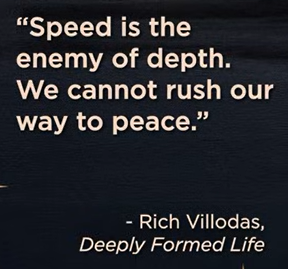 “Speed is the
enemy of depth.
We cannot rush our
way to peace.”
- Rich Villodas,
Deeply Formed Life